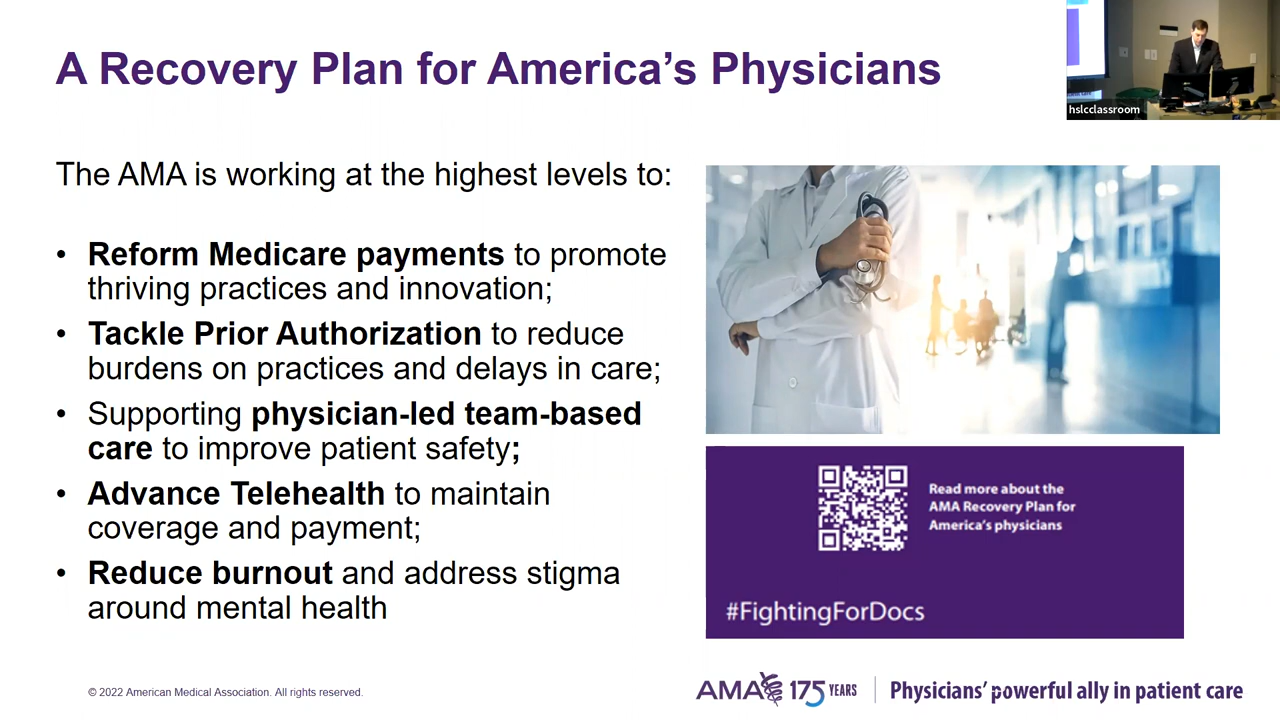 A Recovery Plan for America's Physicians
hslcclassroom
The AMA is working at the highest levels to:
• Reform Medicare payments to promote
thriving practices and innovation;
• Tackle Prior Authorization to reduce
burdens on practices and delays in care;
• Supporting physician-led team-based
care to improve patient safety;
• Advance Telehealth to maintain
coverage and payment;
• Reduce burnout and address stigma
around mental health
Read more about the
AMA Recovery Plan for
America's physicians
#FightingForDocs
© 2022 American Medical Association. All rights reserved.
AMA 175 YEARS
Physicians' powerful ally in patient care